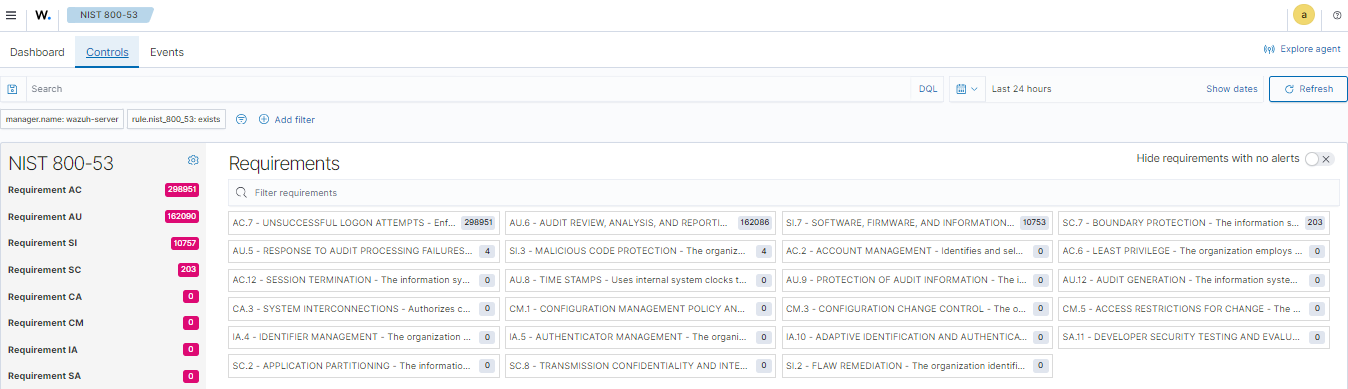 W. NIST 800-53 a
Dashboard Controls Events Explore agent
Search DQL Last 24 hours Show dates Refresh
manager.name: wazuh-server rule.nist_800_53: exists Add filter
NIST 800-53 Requirements Hide requirements with no alerts
Filter requirements
Requirement AC 298951
Requirement AU 162090
Requirement SI 10757
Requirement SC 203
Requirement CA 0
Requirement CM 0
Requirement IA 0
Requirement SA 0
AC.7 - UNSUCCESSFUL LOGON ATTEMPTS - Enf... 298951 AU.6 - AUDIT REVIEW, ANALYSIS, AND REPORTI... 162086 SI.7 - SOFTWARE, FIRMWARE, AND INFORMATION... 10753 SC.7 - BOUNDARY PROTECTION - The information s... 203
AU.5 - RESPONSE TO AUDIT PROCESSING FAILURES... 4 SI.3 - MALICIOUS CODE PROTECTION - The organiz... 4 AC.2 - ACCOUNT MANAGEMENT - Identifies and sel... 0 AC.6 - LEAST PRIVILEGE - The organization employs ... 0
AC.12 - SESSION TERMINATION - The information sy... 0 AU.8 - TIME STAMPS - Uses internal system clocks t... 0 AU.9 - PROTECTION OF AUDIT INFORMATION - The i... 0 AU.12 - AUDIT GENERATION - The information syste... 0
CA.3 - SYSTEM INTERCONNECTIONS - Authorizes c... 0 CM.1 - CONFIGURATION MANAGEMENT POLICY AN... 0 CM.3 - CONFIGURATION CHANGE CONTROL - The o... 0 CM.5 - ACCESS RESTRICTIONS FOR CHANGE - The ... 0
IA.4 - IDENTIFIER MANAGEMENT - The organization ... 0 IA.5 - AUTHENTICATOR MANAGEMENT - The organi... 0 IA.10 - ADAPTIVE IDENTIFICATION AND AUTHENTICA... 0 SA.11 - DEVELOPER SECURITY TESTING AND EVALU... 0
SC.2 - APPLICATION PARTITIONING - The informatio... 0 SC.8 - TRANSMISSION CONFIDENTIALITY AND INTE... 0 SI.2 - FLAW REMEDIATION - The organization identifi... 0